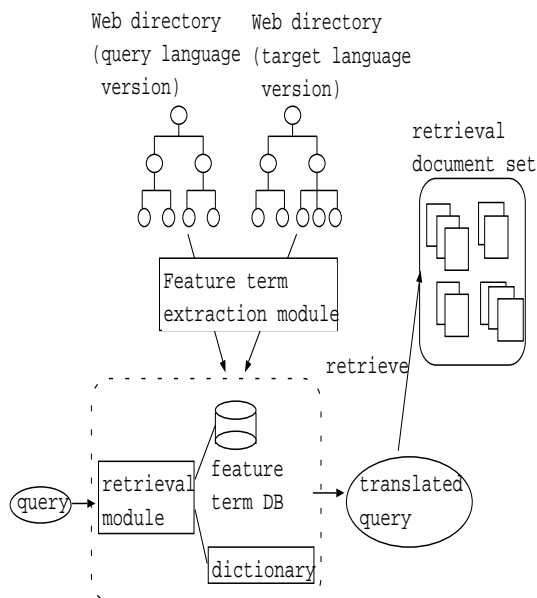 Web directory
(query language
version)
Web directory
(target language
version)
retrieval
document set
Feature term
extraction module
retrieve
query
retrieval
module
feature
term DB
dictionary
translated
query